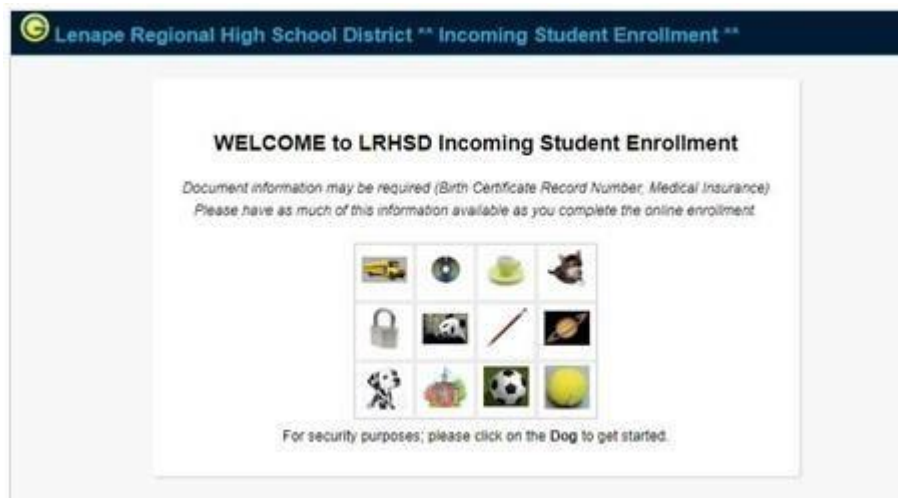 Lenape Regional High School District ** Incoming Student Enrollment **
WELCOME to LRHSD Incoming Student Enrollment
Document information may be required (Birth Certificate Record Number, Medical Insurance)
Please have as much of this information available as you complete the online enrollment
For security purposes; please click on the Dog to get started.